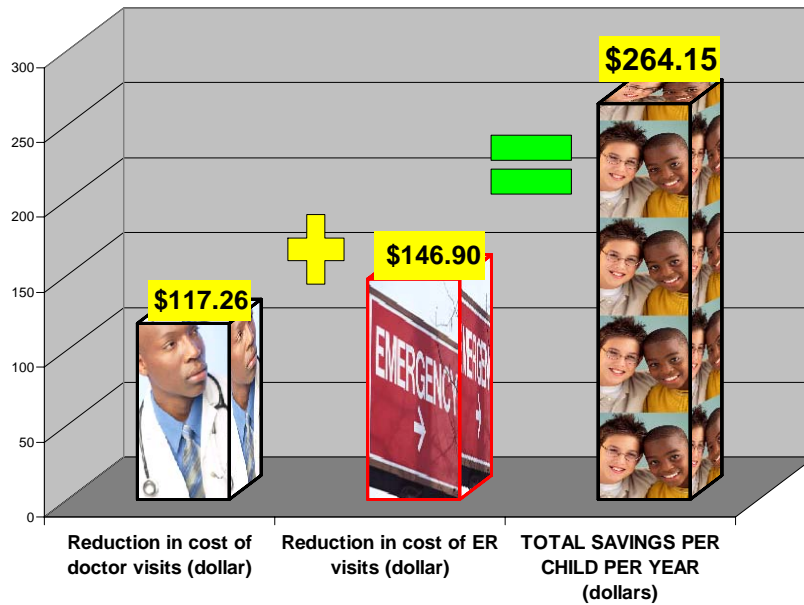 300
250
200
150
100
50
0
$117.26
$146.90
$264.15
EMERGENCY
Reduction in cost of
doctor visits (dollar)
Reduction in cost of ER
visits (dollar)
TOTAL SAVINGS PER
CHILD PER YEAR
(dollars)